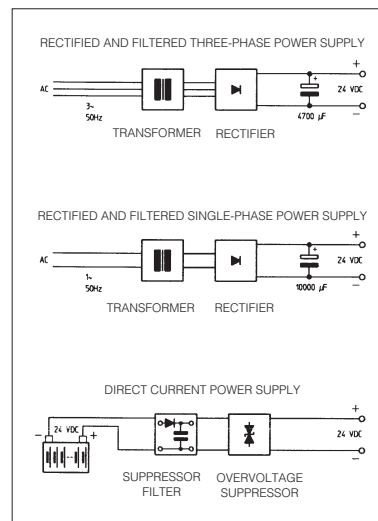 RECTIFIED AND FILTERED THREE-PHASE POWER SUPPLY
+
AC
+
24 VDC
3~
50Hz
4700 µF
−
TRANSFORMER RECTIFIER
RECTIFIED AND FILTERED SINGLE-PHASE POWER SUPPLY
+
AC
+
24 VDC
1~
50Hz
10000 µF
−
TRANSFORMER RECTIFIER
DIRECT CURRENT POWER SUPPLY
+
− 24 VDC +
24 VDC
−
SUPPRESSOR FILTER
OVERVOLTAGE SUPPRESSOR